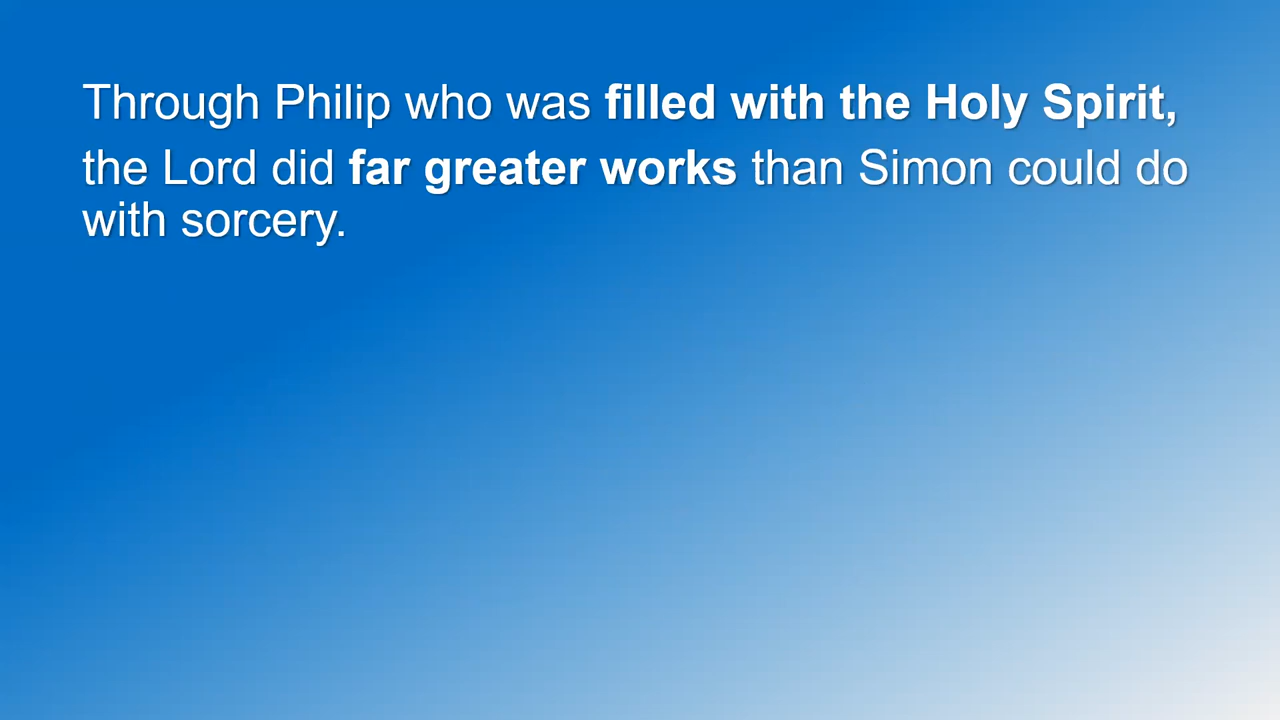 Through Philip who was filled with the Holy Spirit,
the Lord did far greater works than Simon could do
with sorcery.